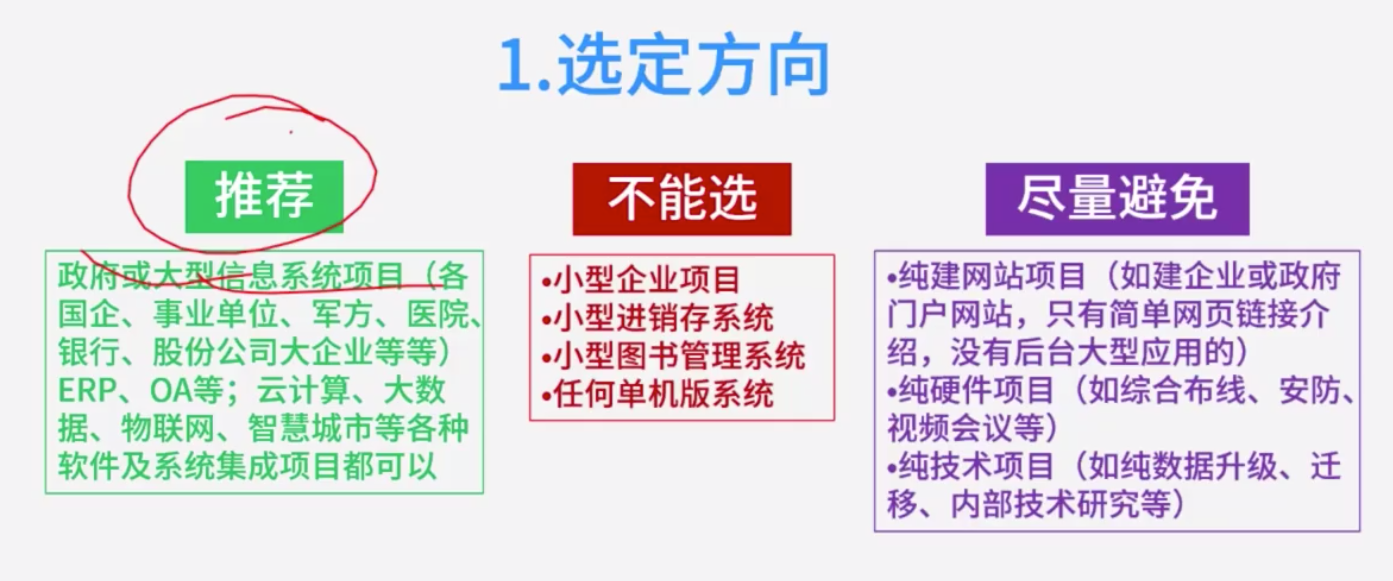 1.选定方向
推荐
政府或大型信息系统项目（各
国企、事业单位、军方、医院、
银行、股份公司大企业等等）
ERP、OA等；云计算、大数
据、物联网、智慧城市等各种
软件及系统集成项目都可以
不能选
•小型企业项目
•小型进销存系统
•小型图书管理系统
•任何单机版系统
尽量避免
•纯建网站项目（如建企业或政府
门户网站，只有简单网页链接介
绍，没有后台大型应用的）
•纯硬件项目（如综合布线、安防、
视频会议等）
•纯技术项目（如纯数据升级、迁
移、内部技术研究等）